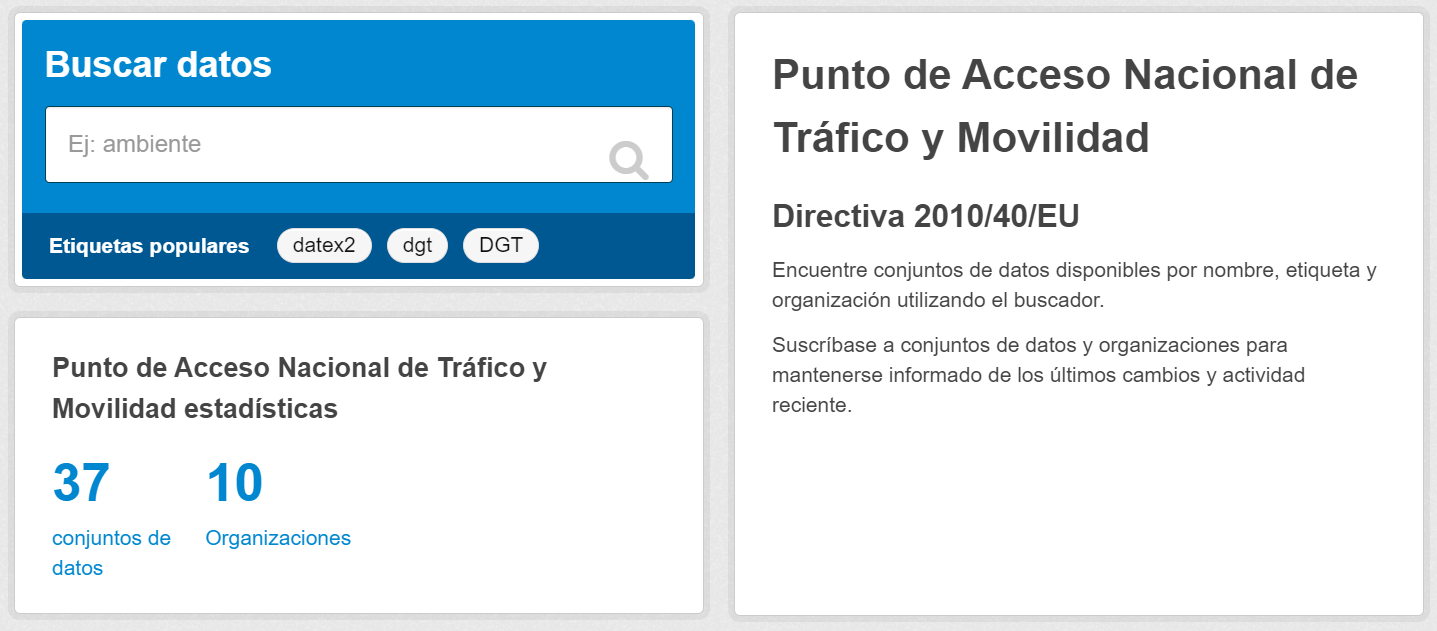 Buscar datos
Ej: ambiente
Etiquetas populares datex2 dgt DGT
Punto de Acceso Nacional de Tráfico y
Movilidad estadísticas
37 10
conjuntos de Organizaciones
datos
Punto de Acceso Nacional de
Tráfico y Movilidad
Directiva 2010/40/EU
Encuentre conjuntos de datos disponibles por nombre, etiqueta y
organización utilizando el buscador.
Suscríbase a conjuntos de datos y organizaciones para
mantenerse informado de los últimos cambios y actividad
reciente.